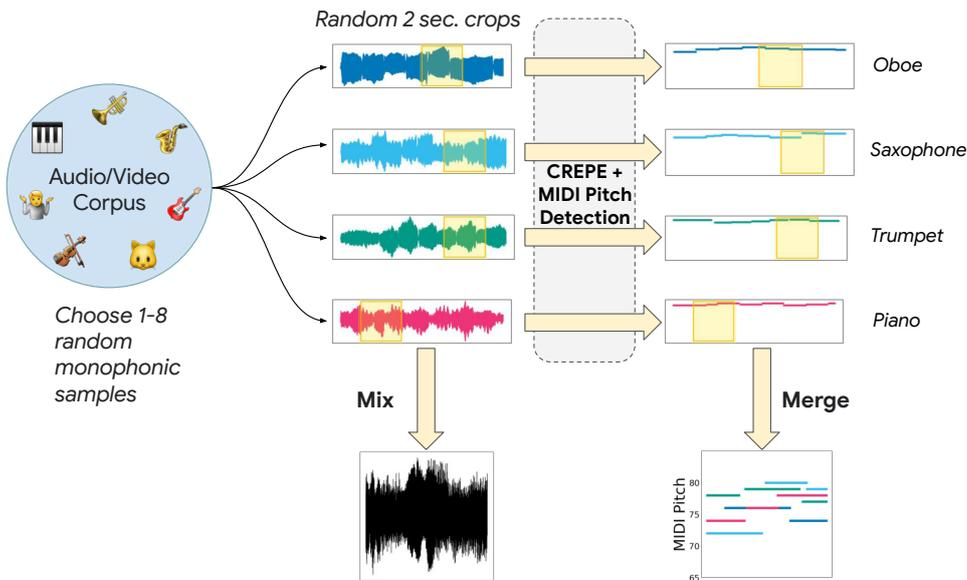 Random 2 sec. crops
Audio/Video
Corpus
Choose 1-8
random
monophonic
samples
CREPE +
MIDI Pitch
Detection
Oboe
Saxophone
Trumpet
Piano
Mix
Merge
MIDI Pitch
80
75
70
65